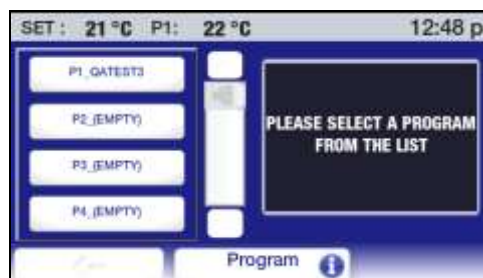 SET : 21 °C P1: 22 °C 12:48 p
P1_QATEST3
P2_(EMPTY)
P3_(EMPTY)
P4_(EMPTY)
PLEASE SELECT A PROGRAM
FROM THE LIST
Program i